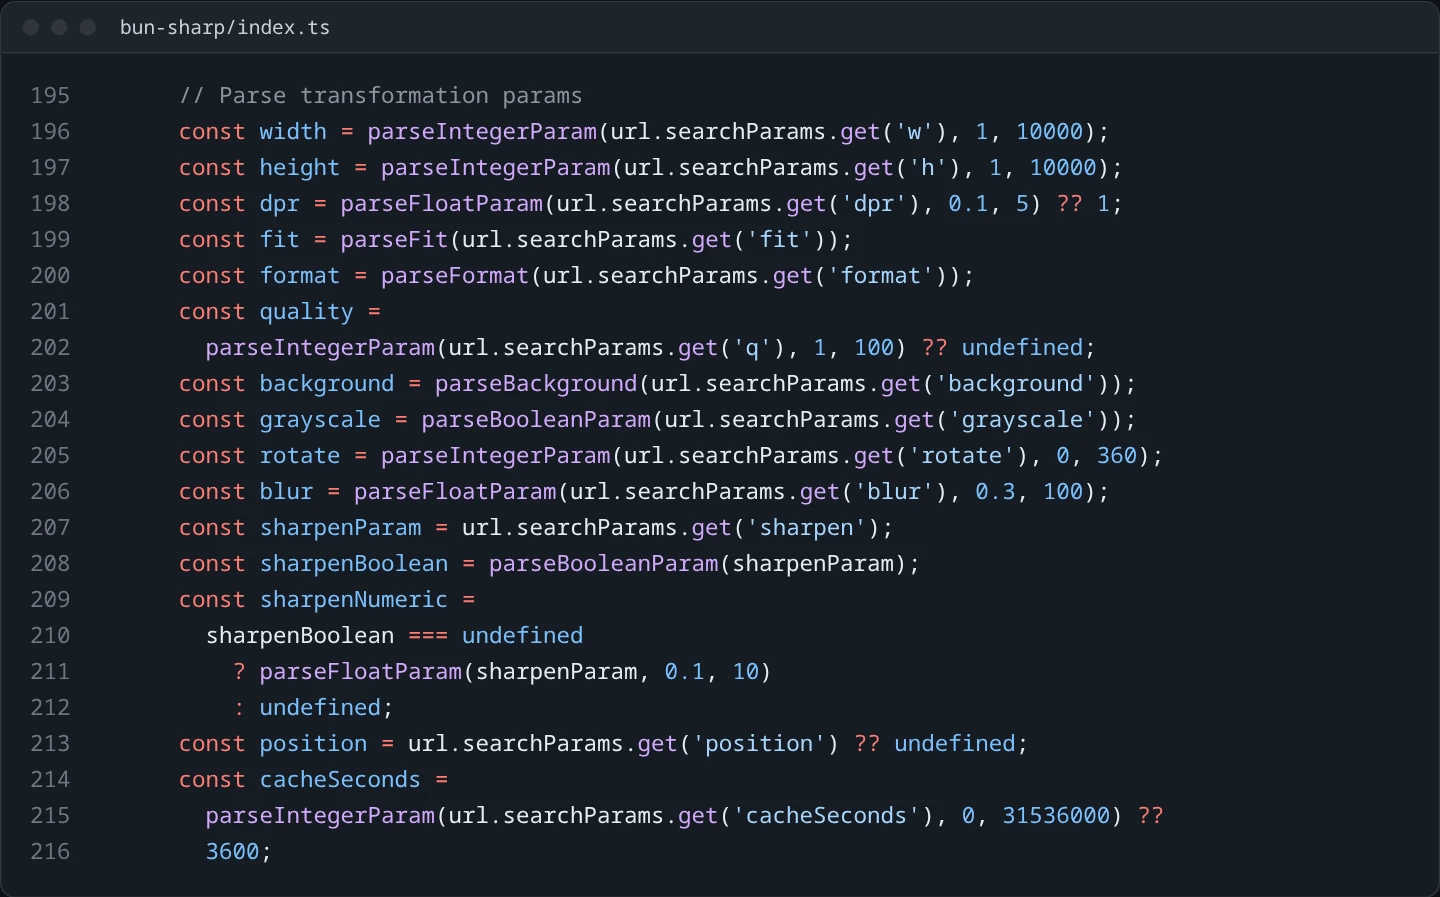 bun-sharp/index.ts
195 // Parse transformation params
196 const width = parseIntegerParam(url.searchParams.get('w'), 1, 10000);
197 const height = parseIntegerParam(url.searchParams.get('h'), 1, 10000);
198 const dpr = parseFloatParam(url.searchParams.get('dpr'), 0.1, 5) ?? 1;
199 const fit = parseFit(url.searchParams.get('fit'));
200 const format = parseFormat(url.searchParams.get('format'));
201 const quality =
202 parseIntegerParam(url.searchParams.get('q'), 1, 100) ?? undefined;
203 const background = parseBackground(url.searchParams.get('background'));
204 const grayscale = parseBooleanParam(url.searchParams.get('grayscale'));
205 const rotate = parseIntegerParam(url.searchParams.get('rotate'), 0, 360);
206 const blur = parseFloatParam(url.searchParams.get('blur'), 0.3, 100);
207 const sharpenParam = url.searchParams.get('sharpen');
208 const sharpenBoolean = parseBooleanParam(sharpenParam);
209 const sharpenNumeric =
210 sharpenBoolean === undefined
211 ? parseFloatParam(sharpenParam, 0.1, 10)
212 : undefined;
213 const position = url.searchParams.get('position') ?? undefined;
214 const cacheSeconds =
215 parseIntegerParam(url.searchParams.get('cacheSeconds'), 0, 31536000) ??
216 3600;